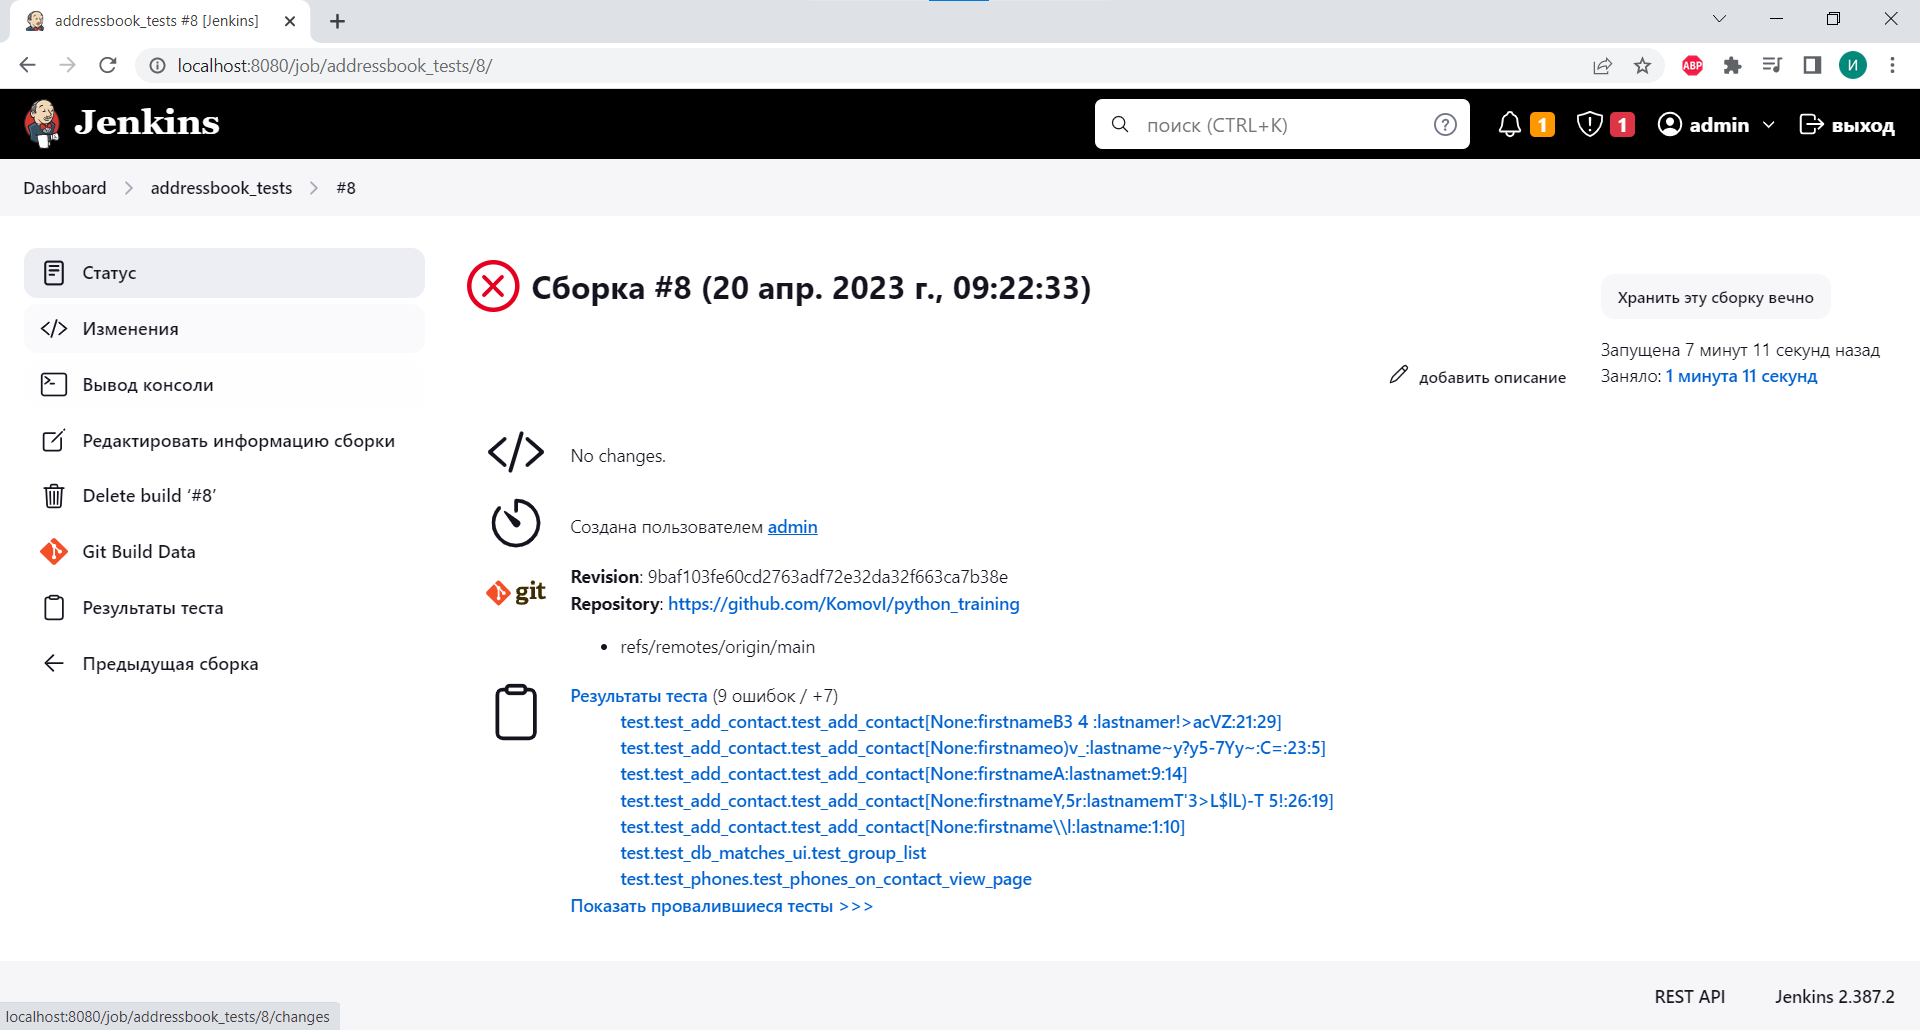 addressbook_tests #8 [Jenkins]
localhost:8080/job/addressbook_tests/8/
ABP
И
Jenkins
поиск (CTRL+K)
1
1
admin
выход
Dashboard
addressbook_tests
#8
Статус
Изменения
Вывод консоли
Редактировать информацию сборки
Delete build ‘#8’
Git Build Data
Результаты теста
Предыдущая сборка
Сборка #8 (20 апр. 2023 г., 09:22:33)
Хранить эту сборку вечно
Запущена 7 минут 11 секунд назад
Заняло: 1 минута 11 секунд
добавить описание
No changes.
Создана пользователем admin
git
Revision: 9baf103fe60cd2763adf72e32da32f663ca7b38e
Repository: https://github.com/KomovI/python_training
refs/remotes/origin/main
Результаты теста (9 ошибок / +7)
test.test_add_contact.test_add_contact[None:firstnameB3 4 :lastnamer!>acVZ:21:29]
test.test_add_contact.test_add_contact[None:firstnameo)v_:lastname~y?y5-7Yy~:C=:23:5]
test.test_add_contact.test_add_contact[None:firstnameA:lastnamet:9:14]
test.test_add_contact.test_add_contact[None:firstnameY,5r:lastnamemT'3>L$lL)-T 5!:26:19]
test.test_add_contact.test_add_contact[None:firstname\\l:lastname:1:10]
test.test_db_matches_ui.test_group_list
test.test_phones.test_phones_on_contact_view_page
Показать провалившиеся тесты >>>
REST API
Jenkins 2.387.2
localhost:8080/job/addressbook_tests/8/changes